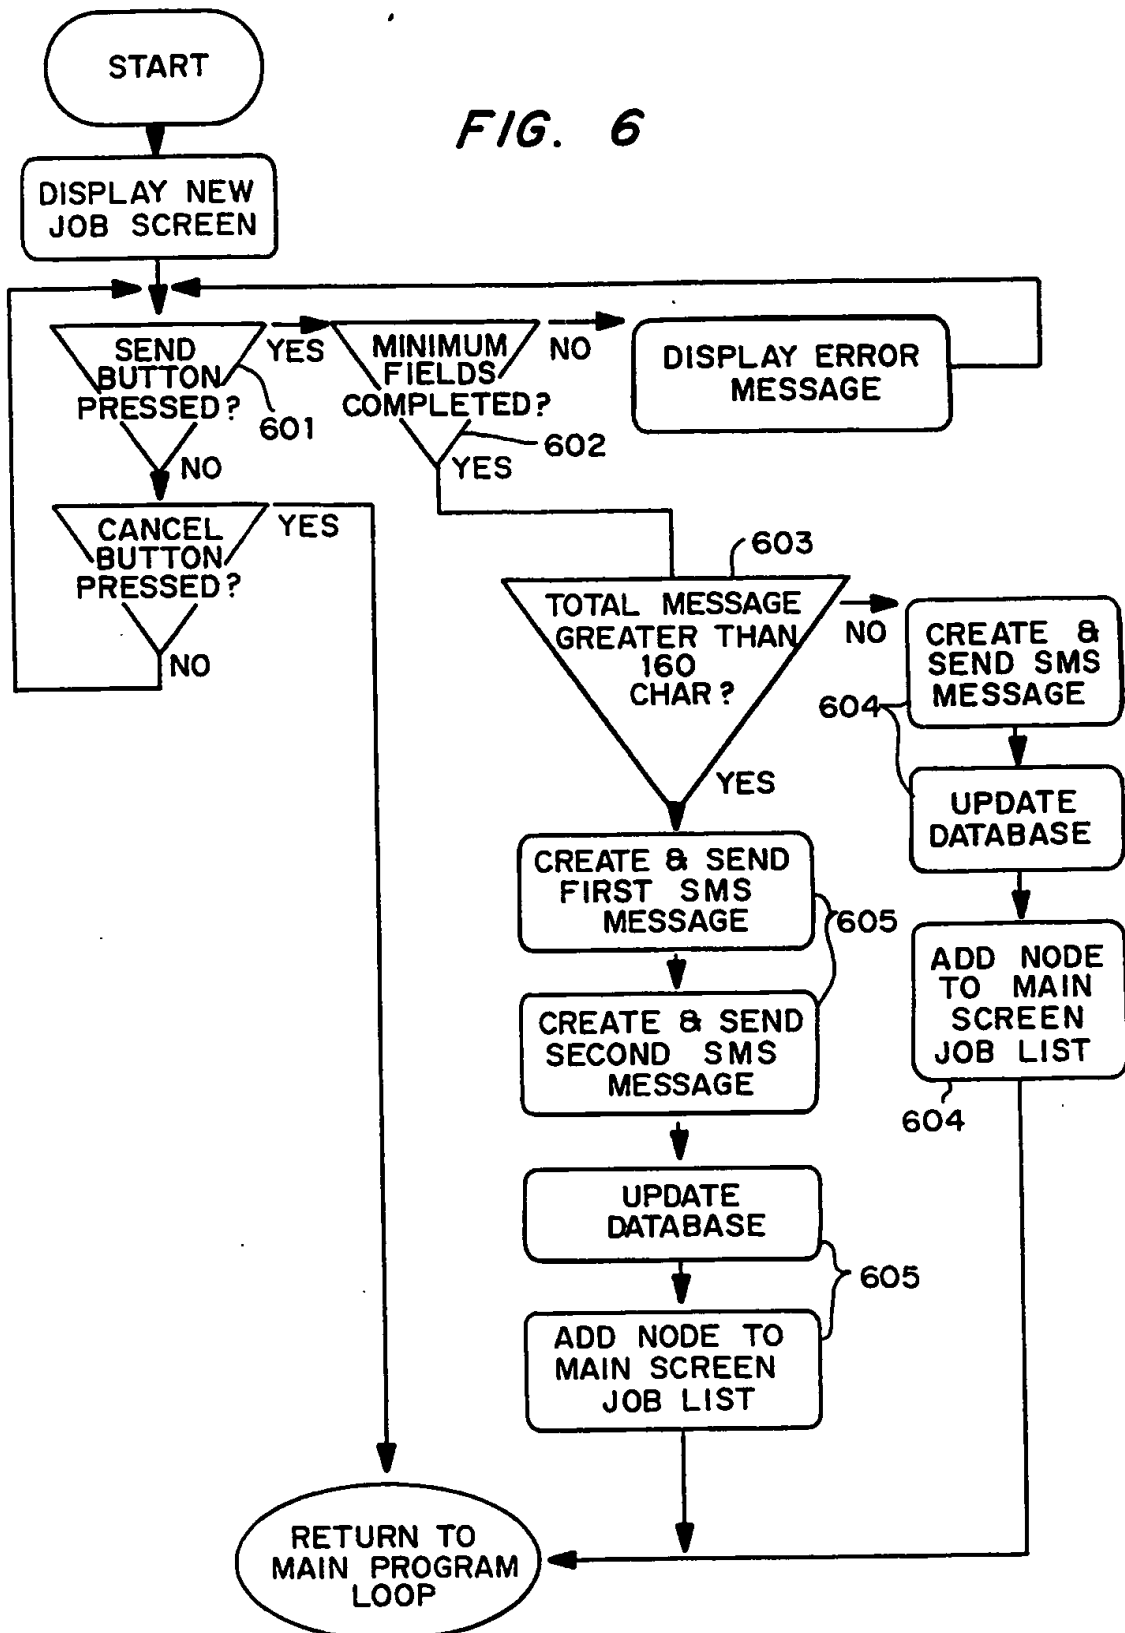 START
FIG. 6
DISPLAY NEW
JOB SCREEN
SEND
BUTTON
PRESSED?
YES
601
NO
MINIMUM
FIELDS
COMPLETED?
NO
602
YES
DISPLAY ERROR
MESSAGE
CANCEL
BUTTON
PRESSED?
YES
NO
603
TOTAL MESSAGE
GREATER THAN
160
CHAR?
NO
YES
CREATE &
SEND SMS
MESSAGE
604
UPDATE
DATABASE
ADD NODE
TO MAIN
SCREEN
JOB LIST
604
CREATE & SEND
FIRST SMS
MESSAGE
605
CREATE & SEND
SECOND SMS
MESSAGE
UPDATE
DATABASE
605
ADD NODE TO
MAIN SCREEN
JOB LIST
RETURN TO
MAIN PROGRAM
LOOP